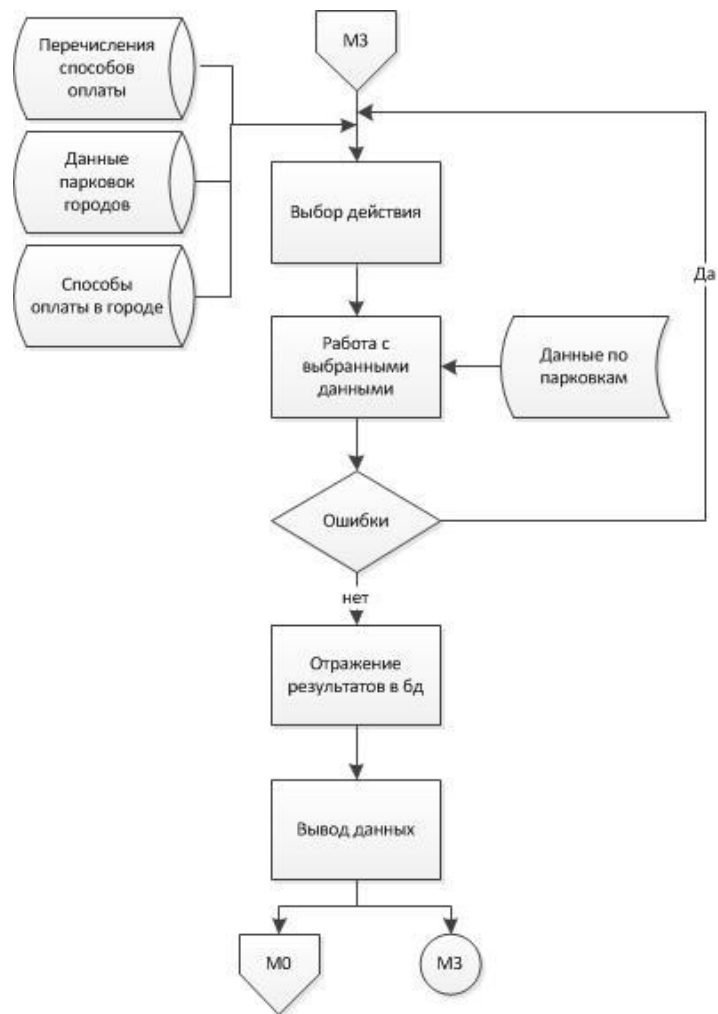 М3
Перечисления
способов
оплаты
Данные
парковок
городов
Способы
оплаты в городе
Выбор действия
Да
Работа с
выбранными
данными
Данные по
парковкам
Ошибки
нет
Отражение
результатов в бд
Вывод данных
М0
М3